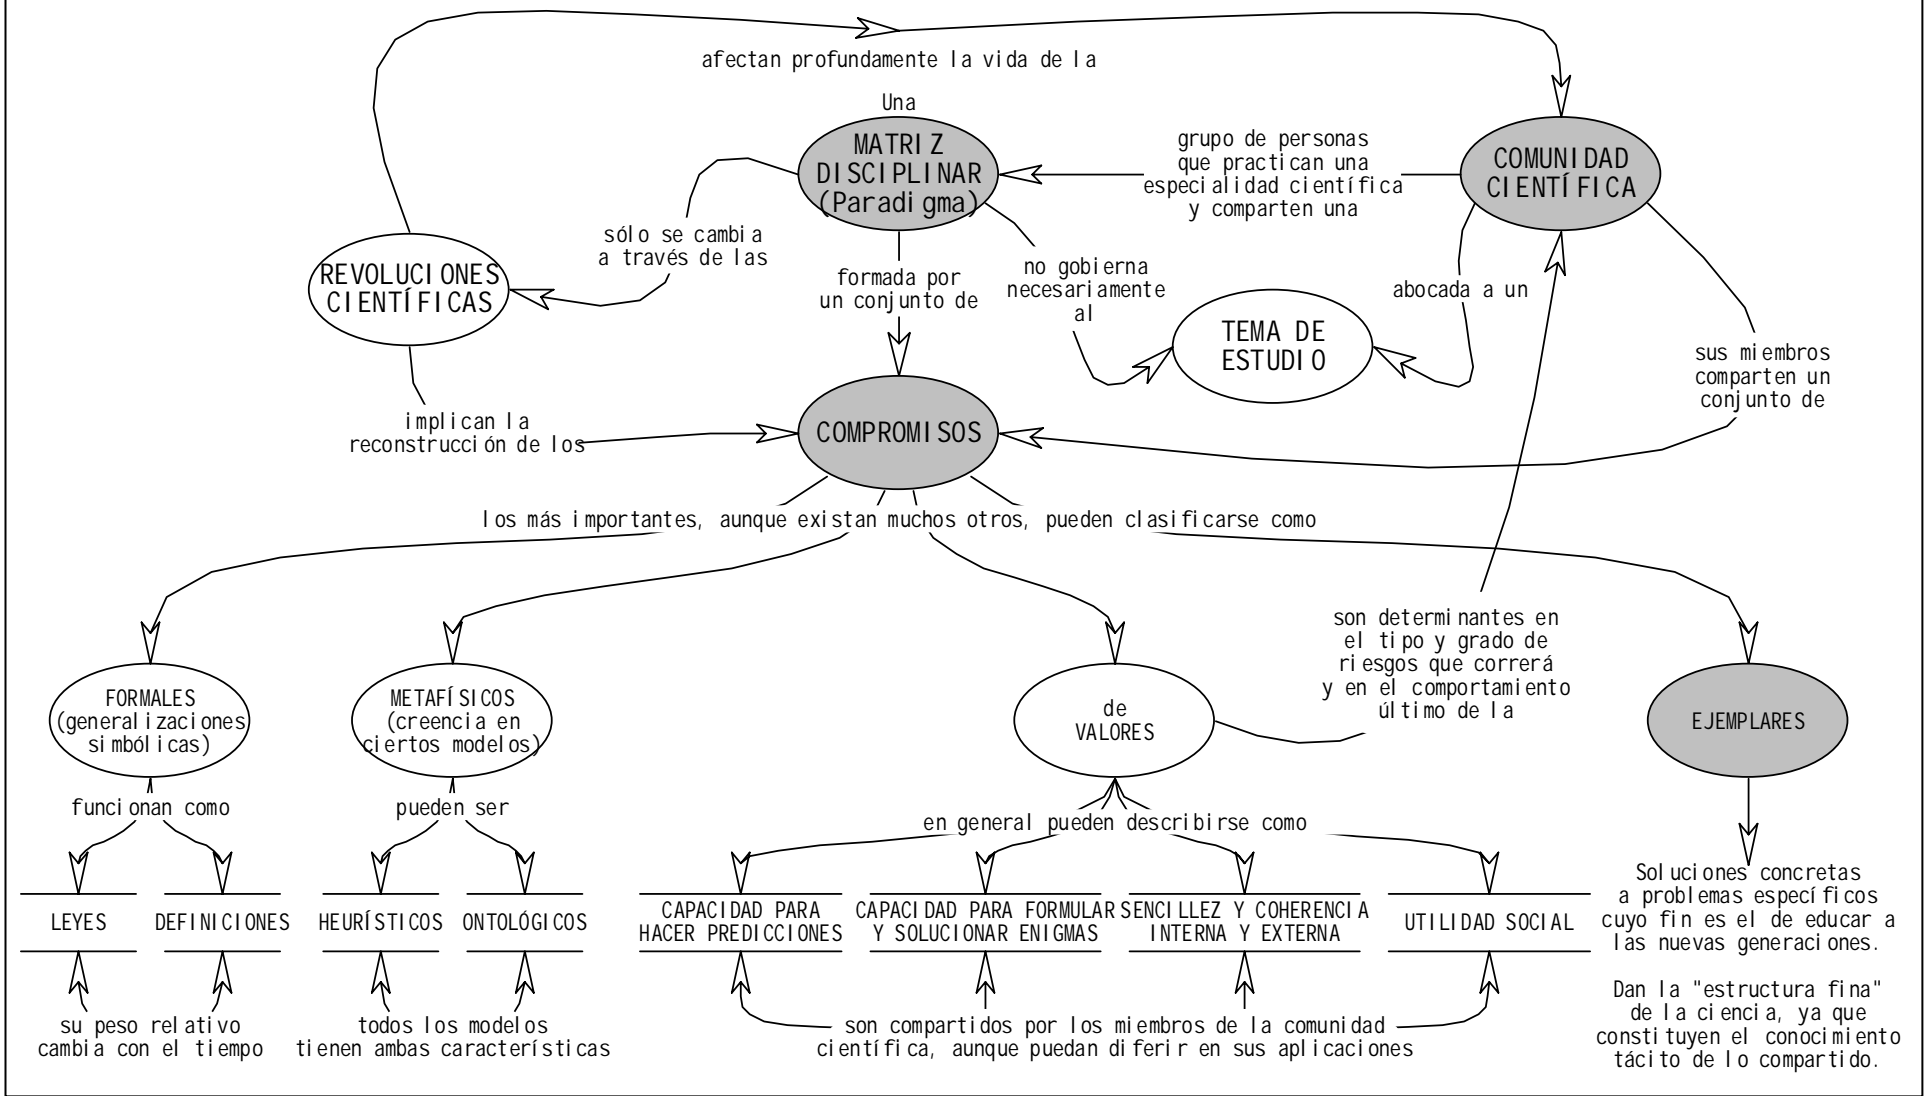 afectan profundamente la vida de la
Una
MATRIZ
DISCIPLINAR
(Paradigma)
grupo de personas
que practican una
especialidad científica
y comparten una
COMUNIDAD
CIENTÍFICA
sólo se cambia
a través de las
REVOLUCIONES
CIENTÍFICAS
formada por
un conjunto de
no gobierna
necesariamente
al
abocada a un
TEMA DE
ESTUDIO
sus miembros
comparten un
conjunto de
implican la
reconstrucción de los
COMPROMISOS
los más importantes, aunque existan muchos otros, pueden clasificarse como
son determinantes en
el tipo y grado de
riesgos que correrá
y en el comportamiento
último de la
FORMALES
(generalizaciones
simbólicas)
METAFÍSICOS
(creencia en
ciertos modelos)
de
VALORES
EJEMPLARES
funcionan como
pueden ser
en general pueden describirse como
LEYES
DEFINICIONES
HEURÍSTICOS
ONTOLÓGICOS
CAPACIDAD PARA
HACER PREDICCIONES
CAPACIDAD PARA FORMULAR
Y SOLUCIONAR ENIGMAS
SENCILLEZ Y COHERENCIA
INTERNA Y EXTERNA
UTILIDAD SOCIAL
Soluciones concretas
a problemas específicos
cuyo fin es el de educar a
las nuevas generaciones.
Dan la "estructura fina"
de la ciencia, ya que
constituyen el conocimiento
tácito de lo compartido.
su peso relativo
cambia con el tiempo
todos los modelos
tienen ambas características
son compartidos por los miembros de la comunidad
científica, aunque puedan diferir en sus aplicaciones